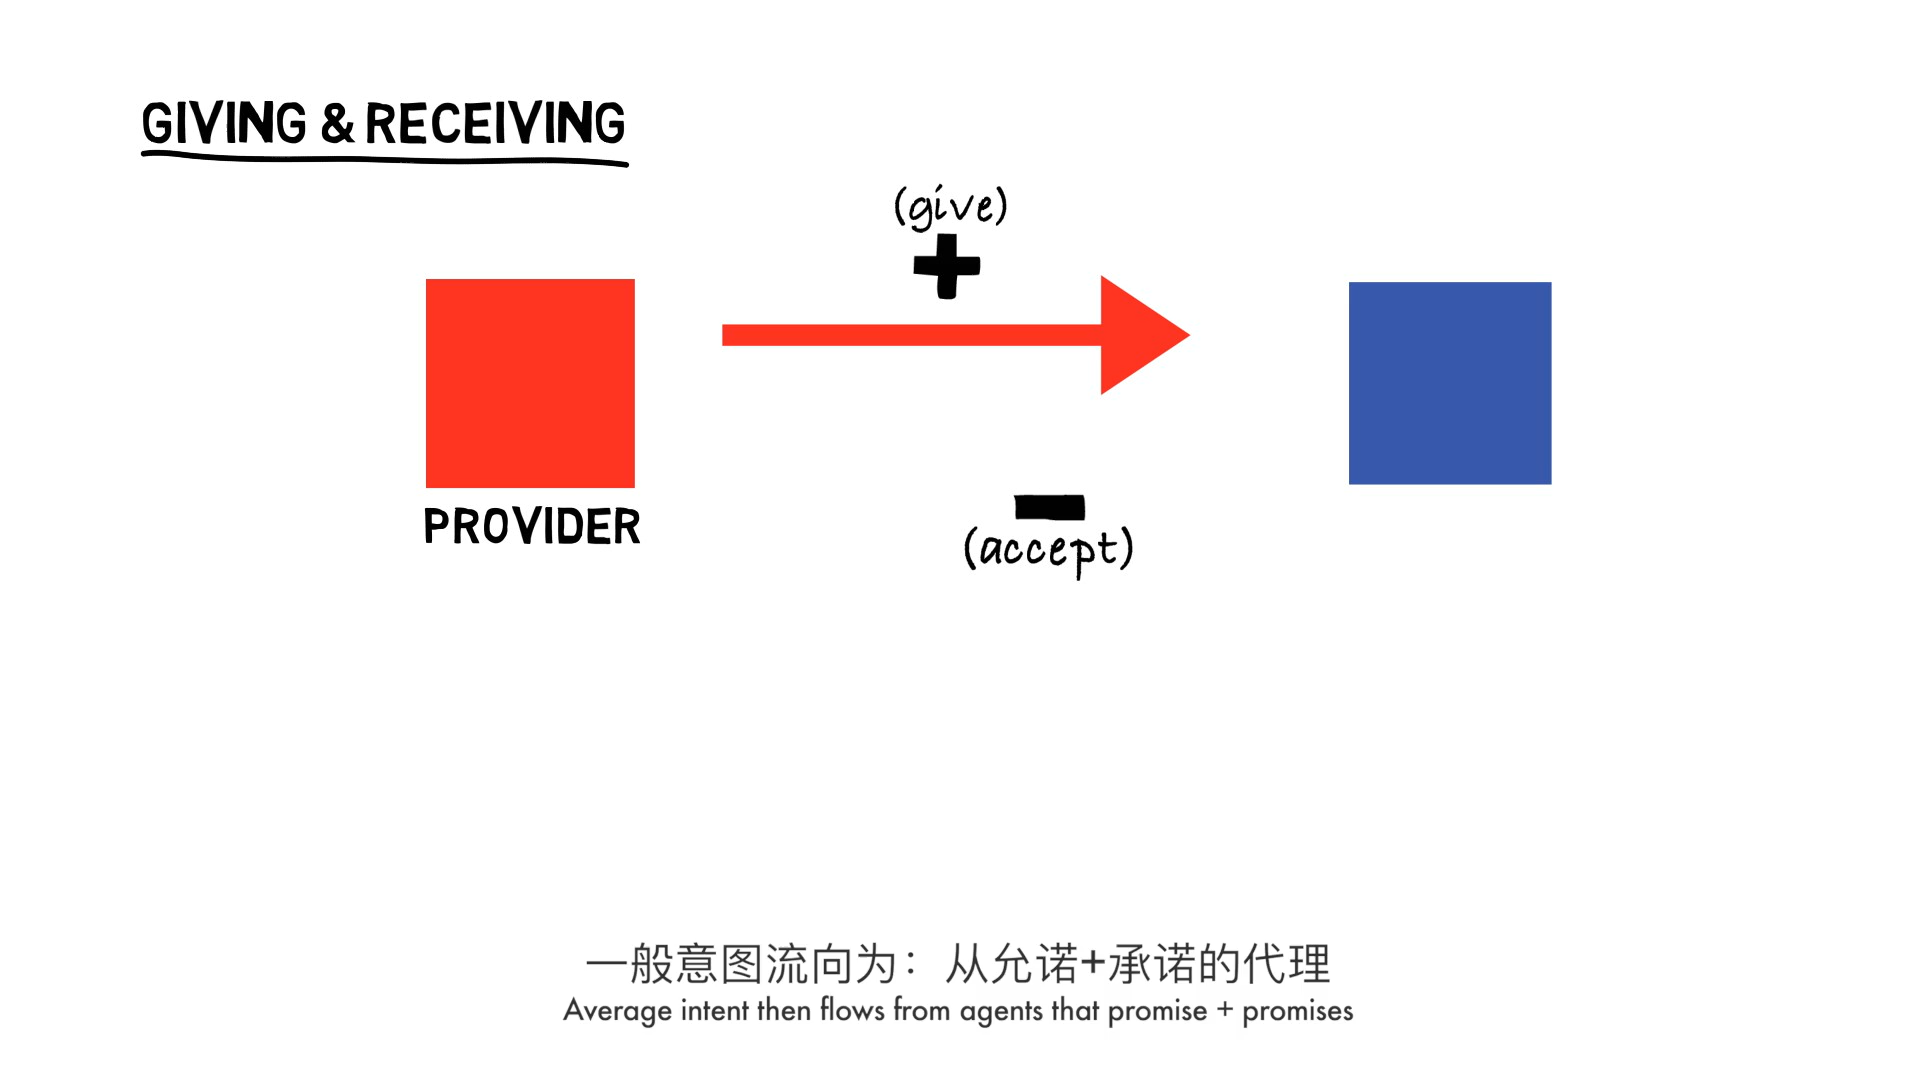 GIVING & RECEIVING
(give)
+
PROVIDER
(accept)
一般意图流向为：从允诺+承诺的代理
Average intent then flows from agents that promise + promises